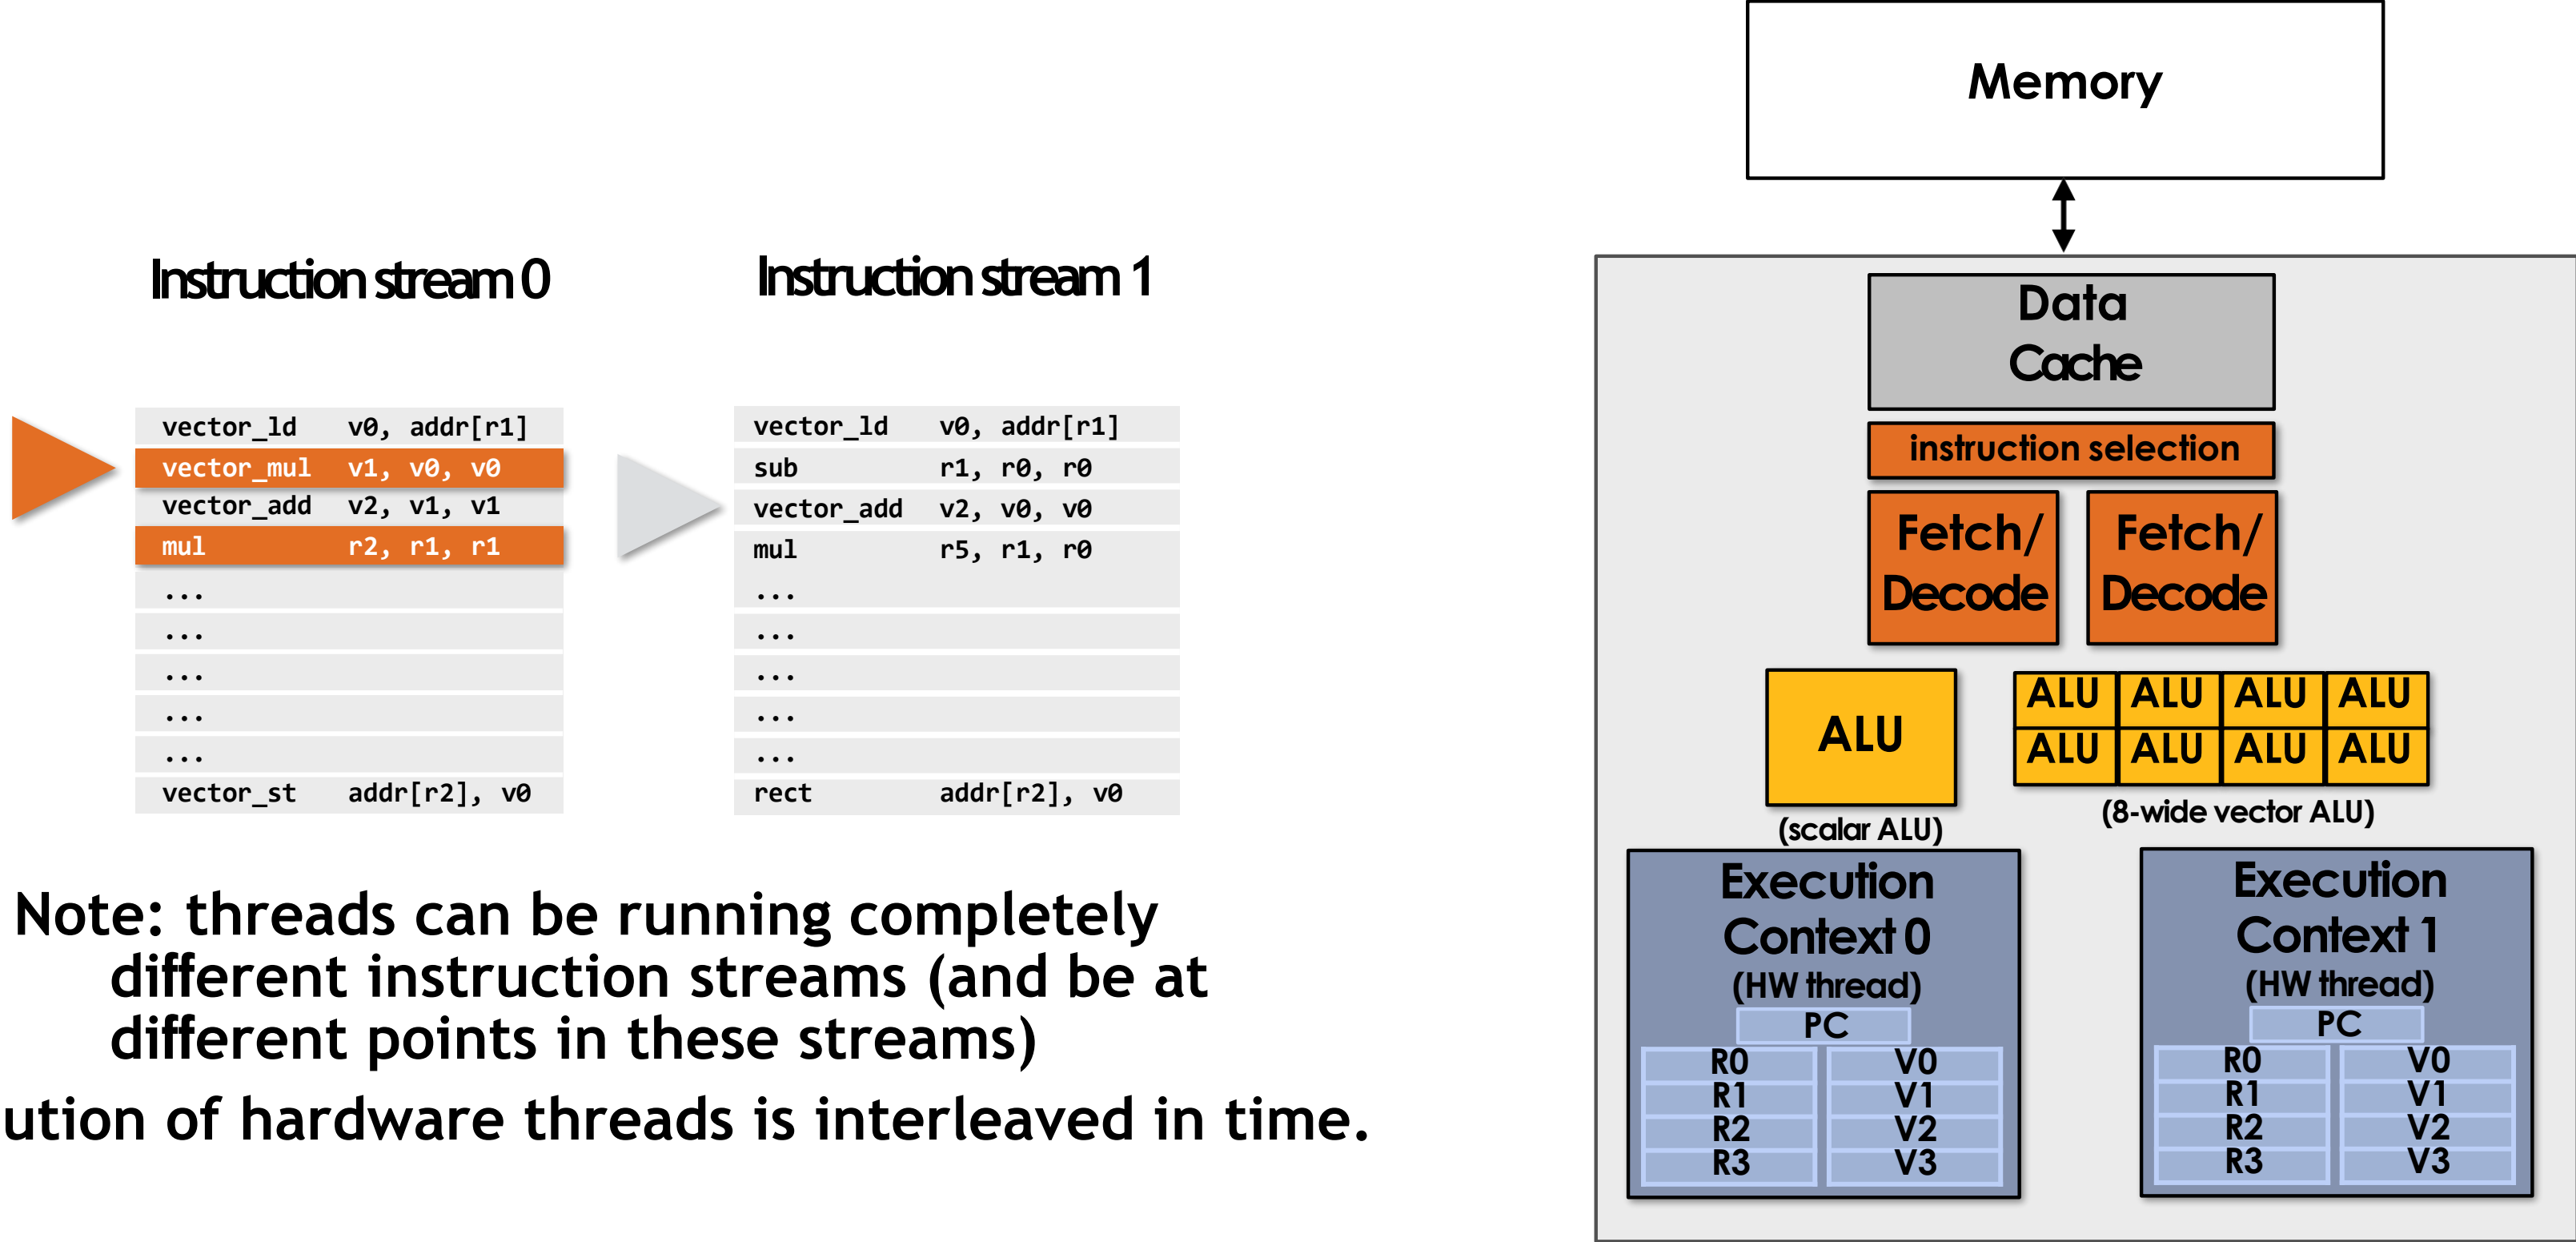 Memory
Instruction stream 0
Instruction stream 1
vector_ld v0, addr[r1]
vector_mul v1, v0, v0
vector_add v2, v1, v1
mul r2, r1, r1
...
...
...
...
...
vector_st addr[r2], v0
vector_ld v0, addr[r1]
sub r1, r0, r0
vector_add v2, v0, v0
mul r5, r1, r0
...
...
...
...
...
rect addr[r2], v0
Note: threads can be running completely
different instruction streams (and be at
different points in these streams)
ution of hardware threads is interleaved in time.
Data
Cache
instruction selection
Fetch/
Decode
Fetch/
Decode
ALU
(scalar ALU)
ALU ALU ALU ALU
ALU ALU ALU ALU
(8-wide vector ALU)
Execution
Context 0
(HW thread)
PC
R0 V0
R1 V1
R2 V2
R3 V3
Execution
Context 1
(HW thread)
PC
R0 V0
R1 V1
R2 V2
R3 V3